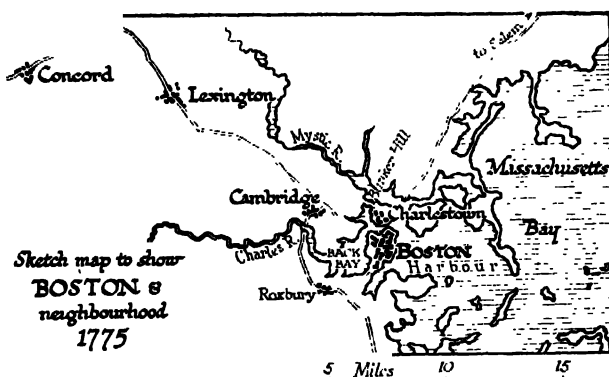 to Salem
Concord
Lexington
Mystic R.
Bunker Hill
Massachusetts
Bay
Cambridge
Charlestown
Charles R.
BACK
BAY
BOSTON
Harbour
Roxbury
Sketch map to show
BOSTON &
neighbourhood
1775
5 Miles 10 15